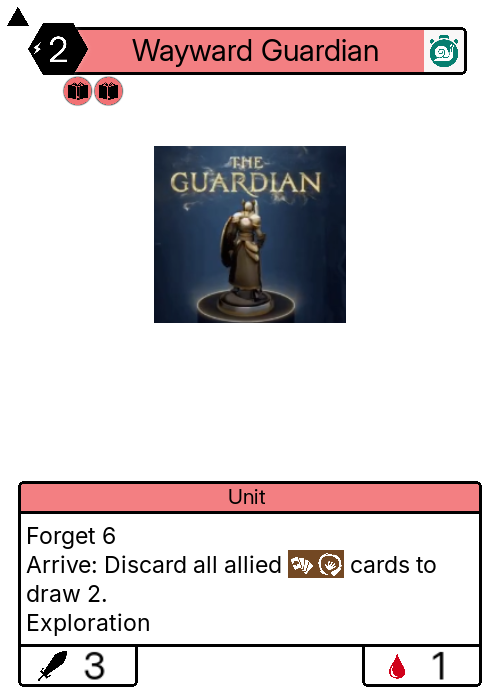 2 Wayward Guardian
THE
GUARDIAN
Unit
Forget 6
Arrive: Discard all allied cards to
draw 2.
Exploration
3 1